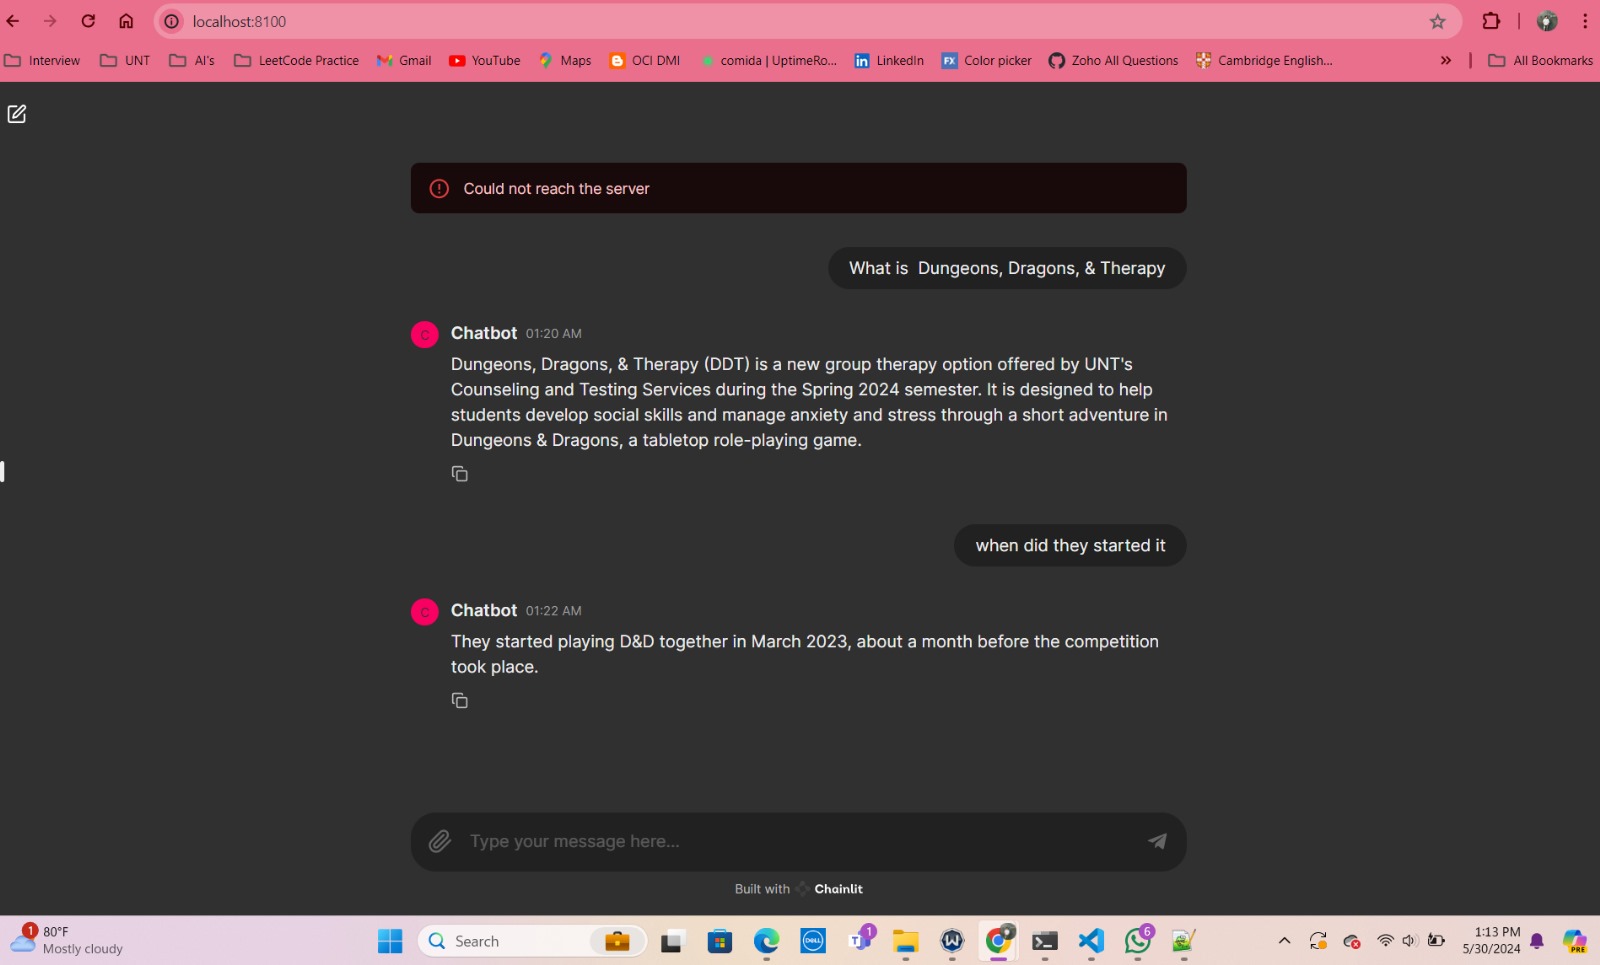 localhost:8100
Interview UNT AI's LeetCode Practice Gmail YouTube Maps OCI DMI comida | UptimeRo... LinkedIn Color picker Zoho All Questions Cambridge English... » All Bookmarks
Could not reach the server
What is  Dungeons, Dragons, & Therapy
C Chatbot 01:20 AM
Dungeons, Dragons, & Therapy (DDT) is a new group therapy option offered by UNT's
Counseling and Testing Services during the Spring 2024 semester. It is designed to help
students develop social skills and manage anxiety and stress through a short adventure in
Dungeons & Dragons, a tabletop role-playing game.
when did they started it
C Chatbot 01:22 AM
They started playing D&D together in March 2023, about a month before the competition
took place.
Type your message here...
Built with Chainlit
1 80°F
Mostly cloudy
Search DELL T 1 W 6 PRE
1:13 PM
5/30/2024